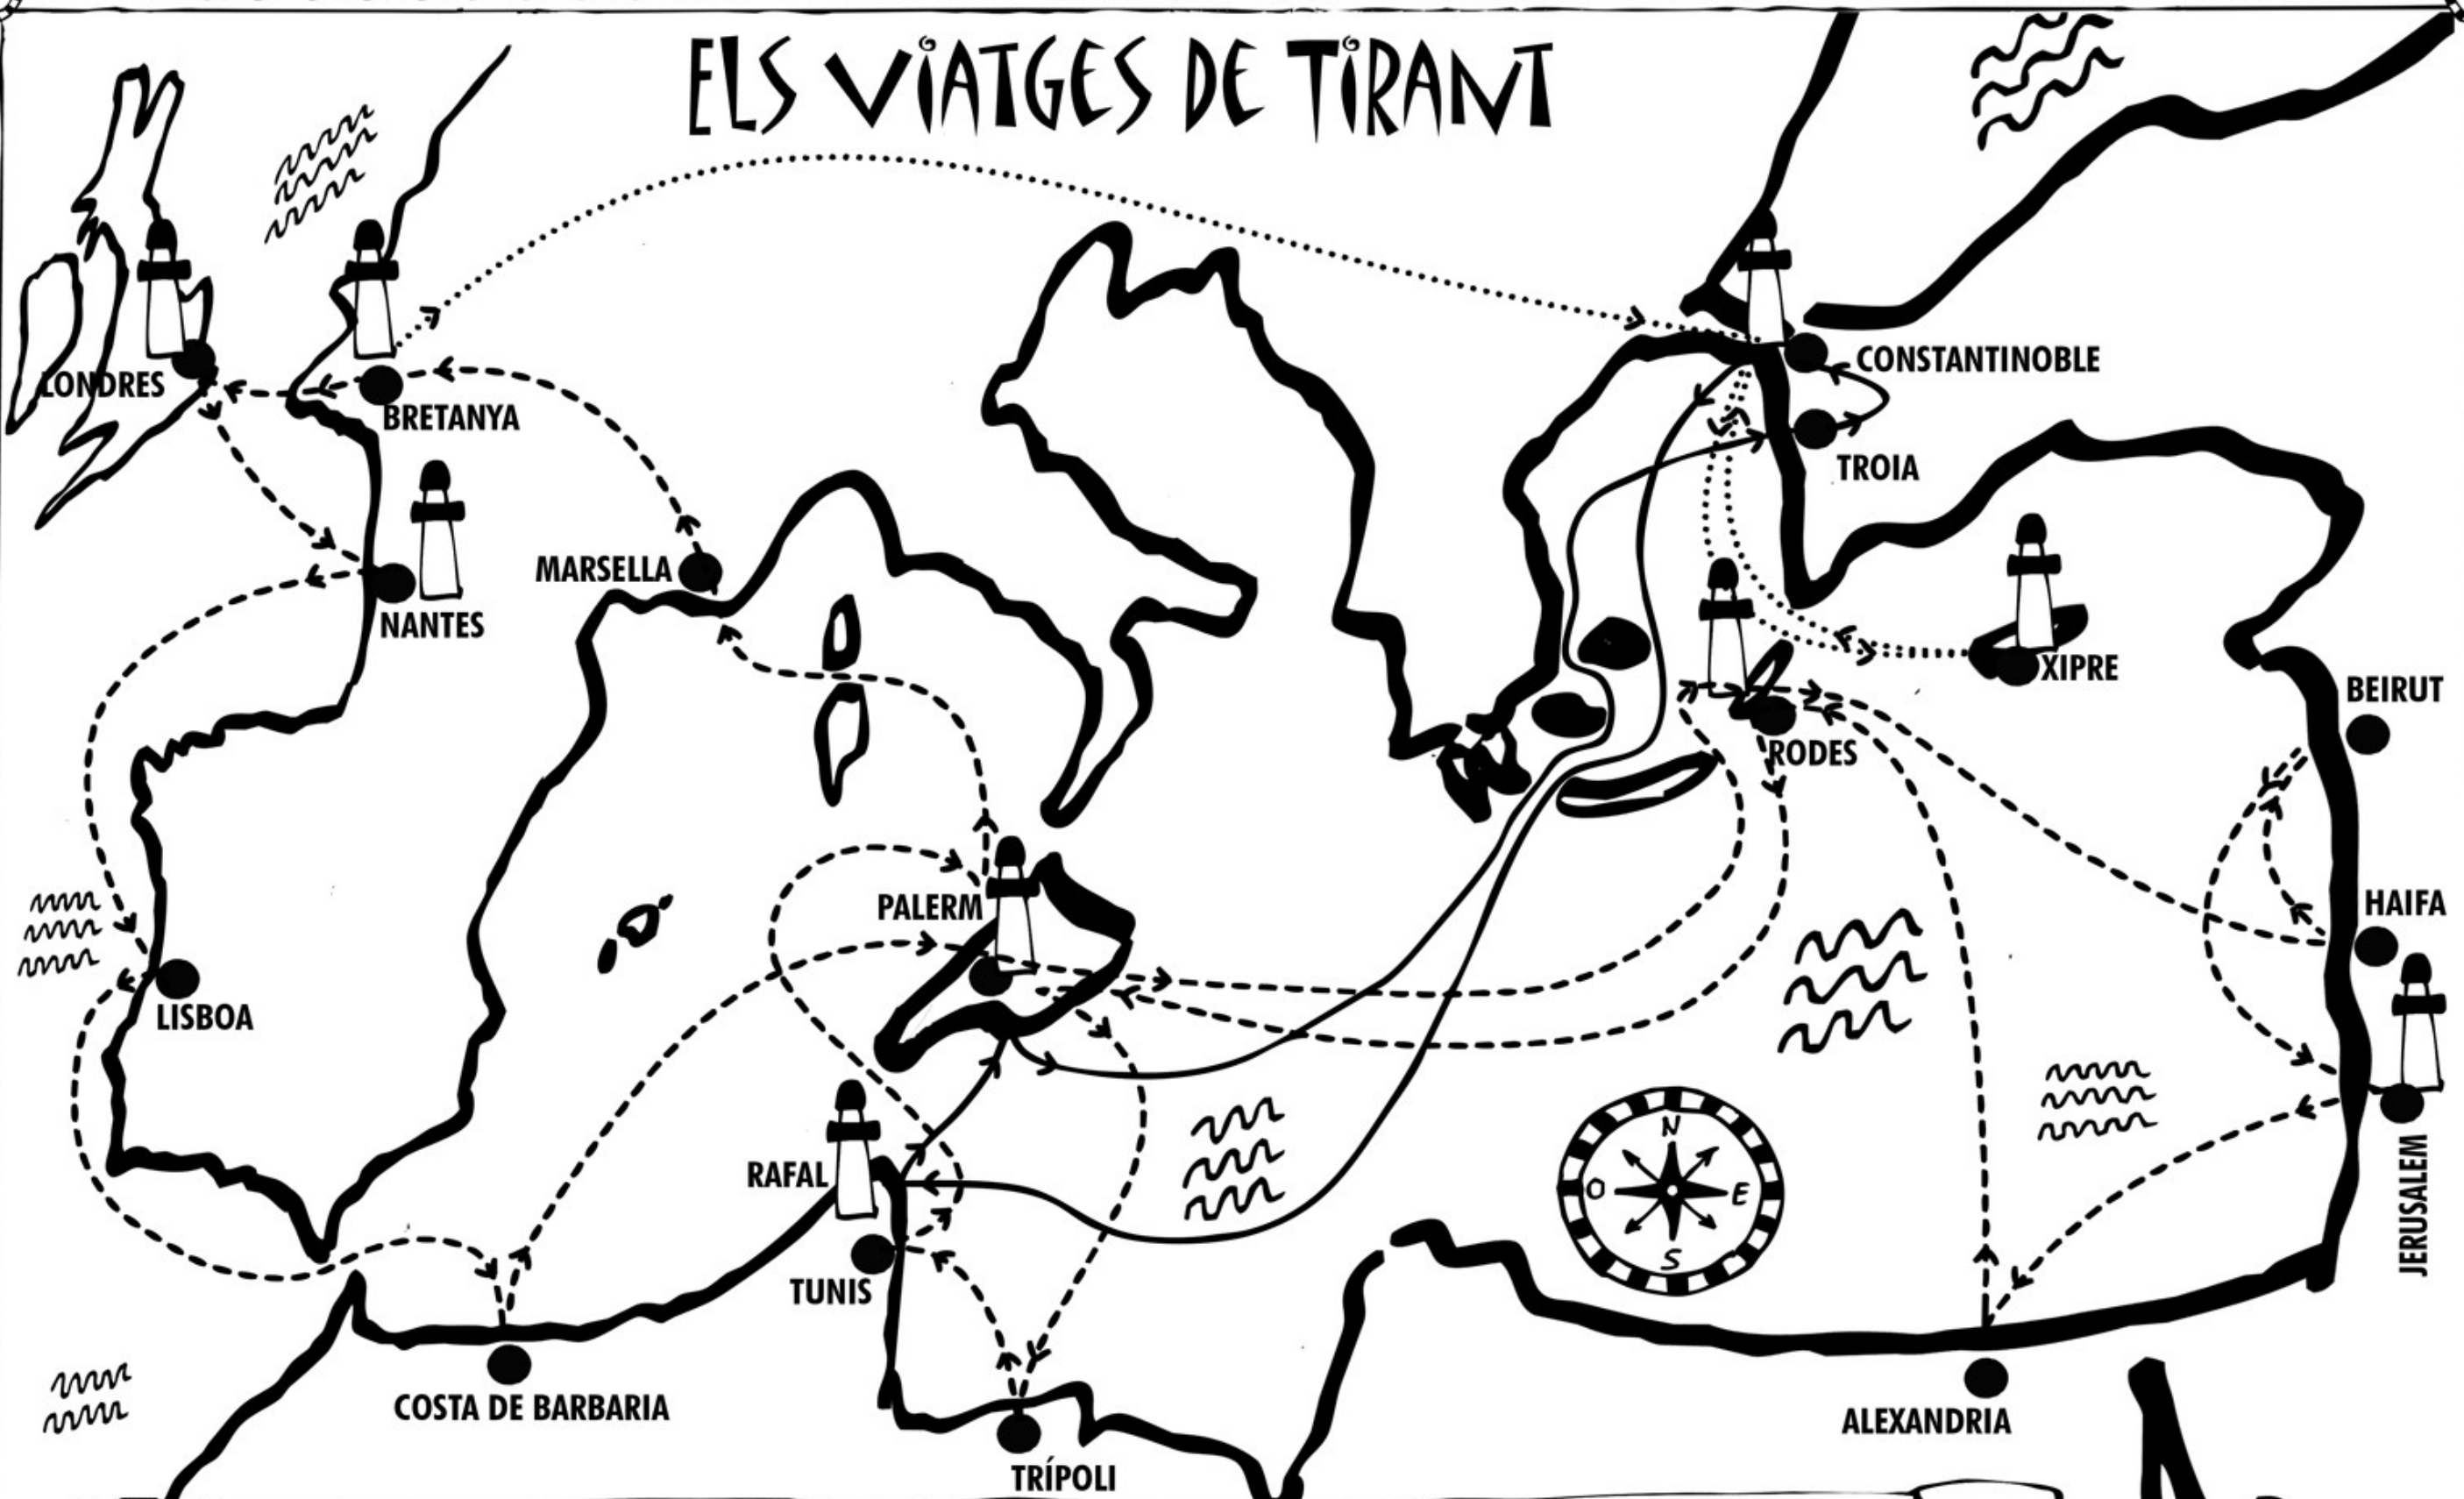 ELS VIATGES DE TIRANT
LONDRES
BRETANYA
CONSTANTINOBLE
TROIA
MARSELLA
NANTES
XIPRE
BEIRUT
RODES
PALERM
HAIFA
LISBOA
N
O
E
S
RAFAL
JERUSALEM
TUNIS
COSTA DE BARBARIA
ALEXANDRIA
TRÍPOLI